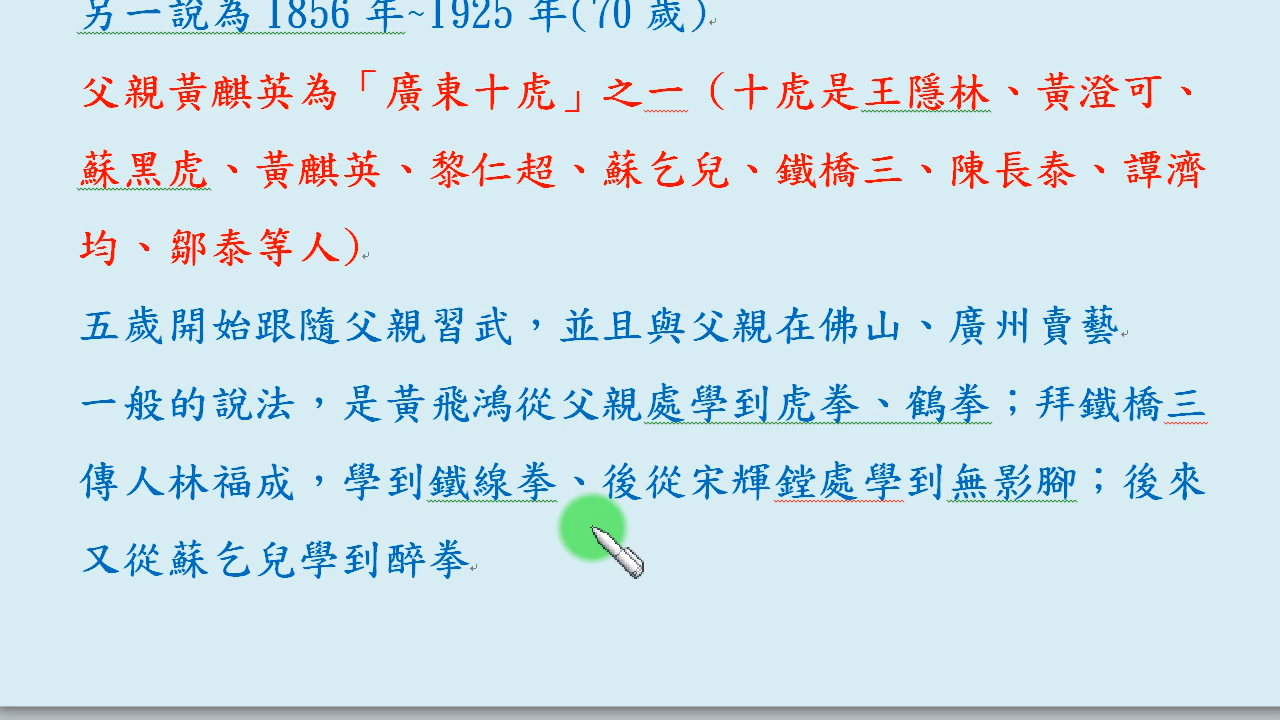 另一說為 1856 年~1925 年(70 歲)
父親黃麒英為「廣東十虎」之一（十虎是王隱林、黃澄可、
蘇黑虎、黃麒英、黎仁超、蘇乞兒、鐵橋三、陳長泰、譚濟
均、鄒泰等人)
五歲開始跟隨父親習武，並且與父親在佛山、廣州賣藝
一般的說法，是黃飛鴻從父親處學到虎拳、鶴拳；拜鐵橋三
傳人林福成，學到鐵線拳、後從宋輝鏜處學到無影腳；後來
又從蘇乞兒學到醉拳